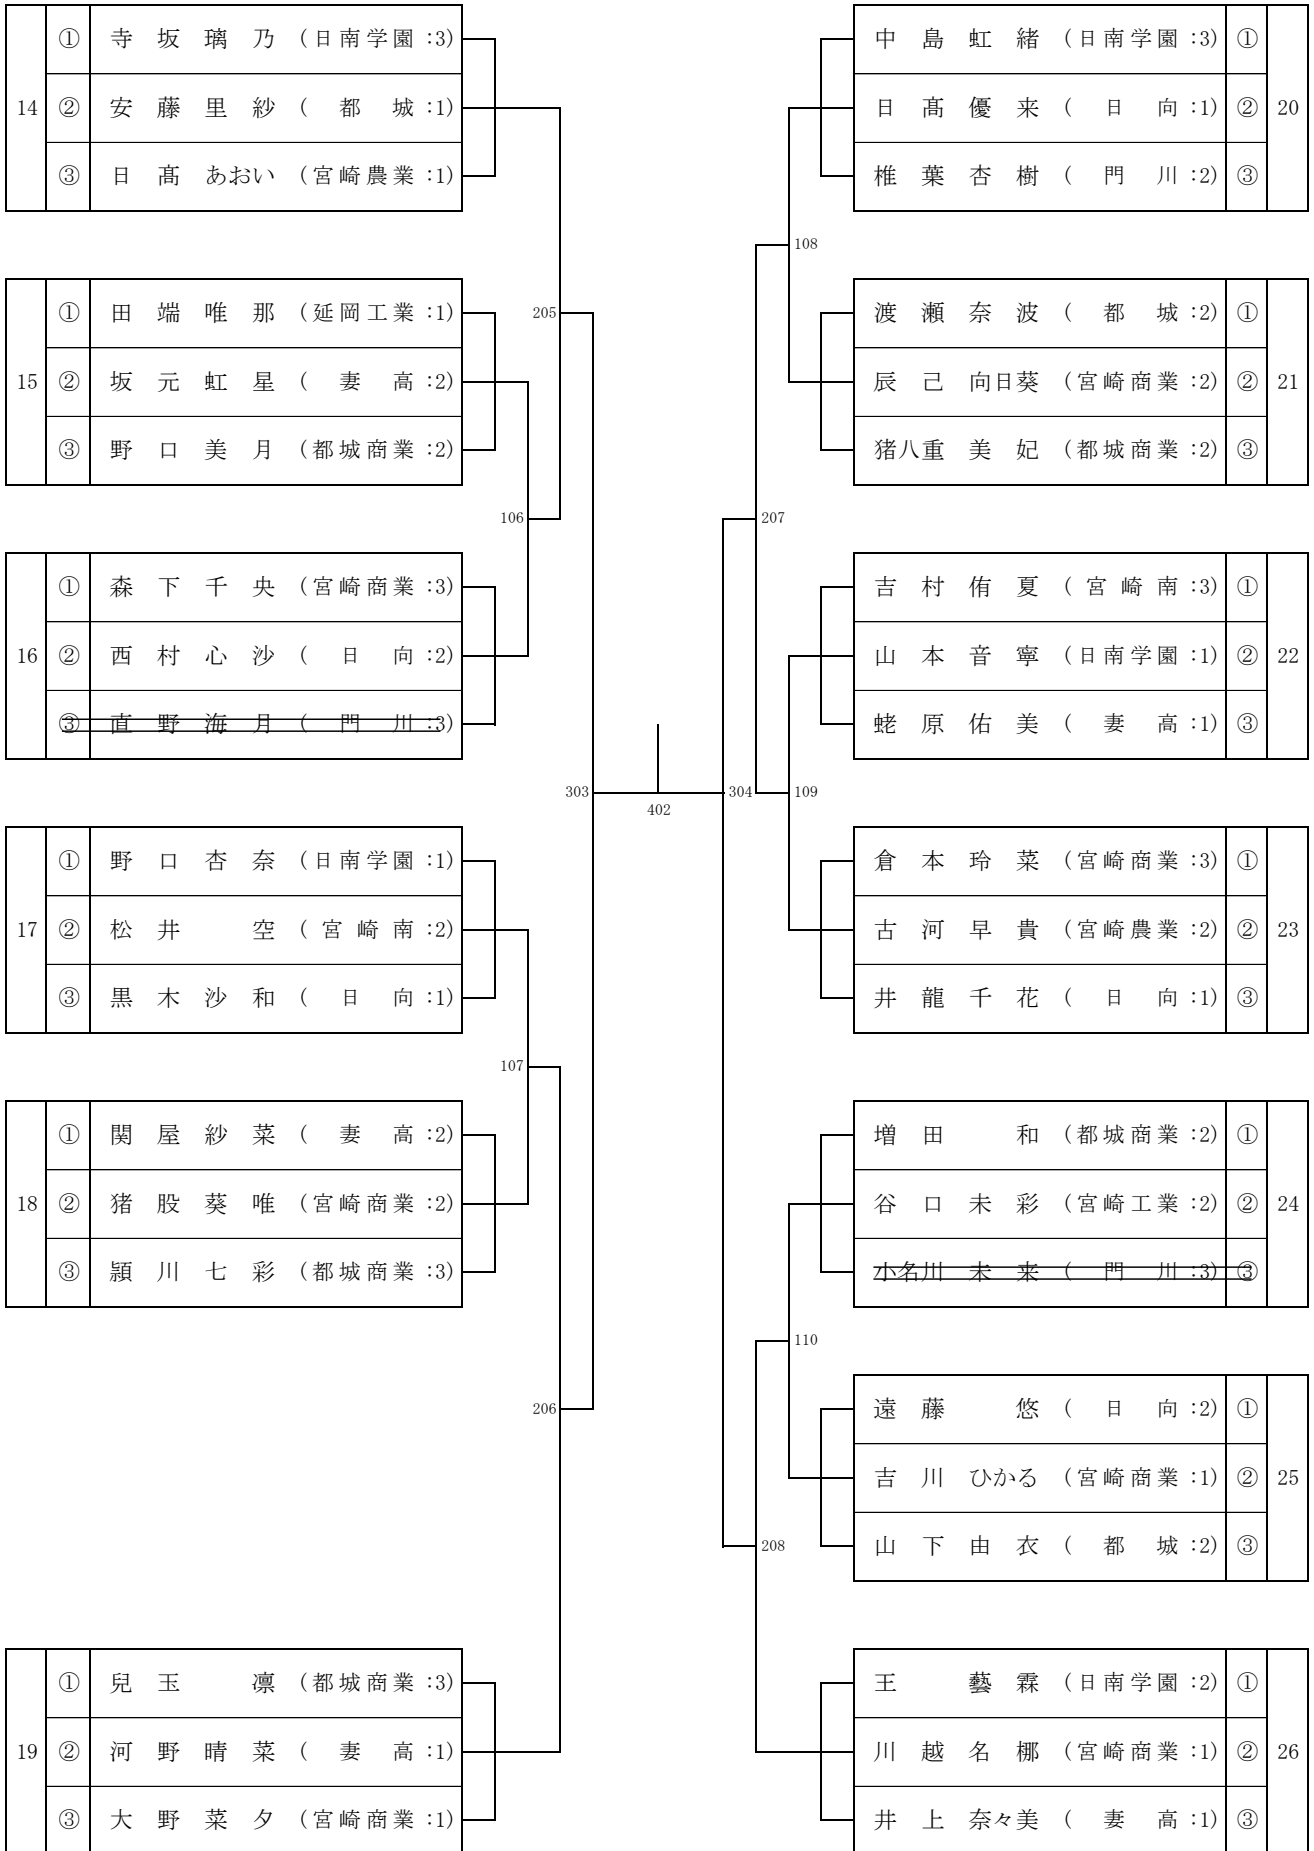 14
① 寺坂璃乃 (日南学園:3)
② 安藤里紗 (都城:1)
③ 日髙あおい (宮崎農業:1)
15
① 田端唯那 (延岡工業:1)
② 坂元虹星 (妻高:2)
③ 野口美月 (都城商業:2)
16
① 森下千央 (宮崎商業:3)
② 西村心沙 (日向:2)
③ 直野海月 (門川:3)
17
① 野口杏奈 (日南学園:1)
② 松井空 (宮崎南:2)
③ 黒木沙和 (日向:1)
18
① 関屋紗菜 (妻高:2)
② 猪股葵唯 (宮崎商業:2)
③ 頴川七彩 (都城商業:3)
19
① 兒玉凛 (都城商業:3)
② 河野晴菜 (妻高:1)
③ 大野菜夕 (宮崎商業:1)
205
106
303
107
206
402
304
108
207
109
110
208
中島虹緒 (日南学園:3) ①
日髙優来 (日向:1) ②
椎葉杏樹 (門川:2) ③
20
渡瀬奈波 (都城:2) ①
辰己向日葵 (宮崎商業:2) ②
猪八重美妃 (都城商業:2) ③
21
吉村侑夏 (宮崎南:3) ①
山本音寧 (日南学園:1) ②
蛯原佑美 (妻高:1) ③
22
倉本玲菜 (宮崎商業:3) ①
古河早貴 (宮崎農業:2) ②
井龍千花 (日向:1) ③
23
増田和 (都城商業:2) ①
谷口未彩 (宮崎工業:2) ②
小名川未来 (門川:3) ③
24
遠藤悠 (日向:2) ①
吉川ひかる (宮崎商業:1) ②
山下由衣 (都城:2) ③
25
王藝霖 (日南学園:2) ①
川越名梛 (宮崎商業:1) ②
井上奈々美 (妻高:1) ③
26